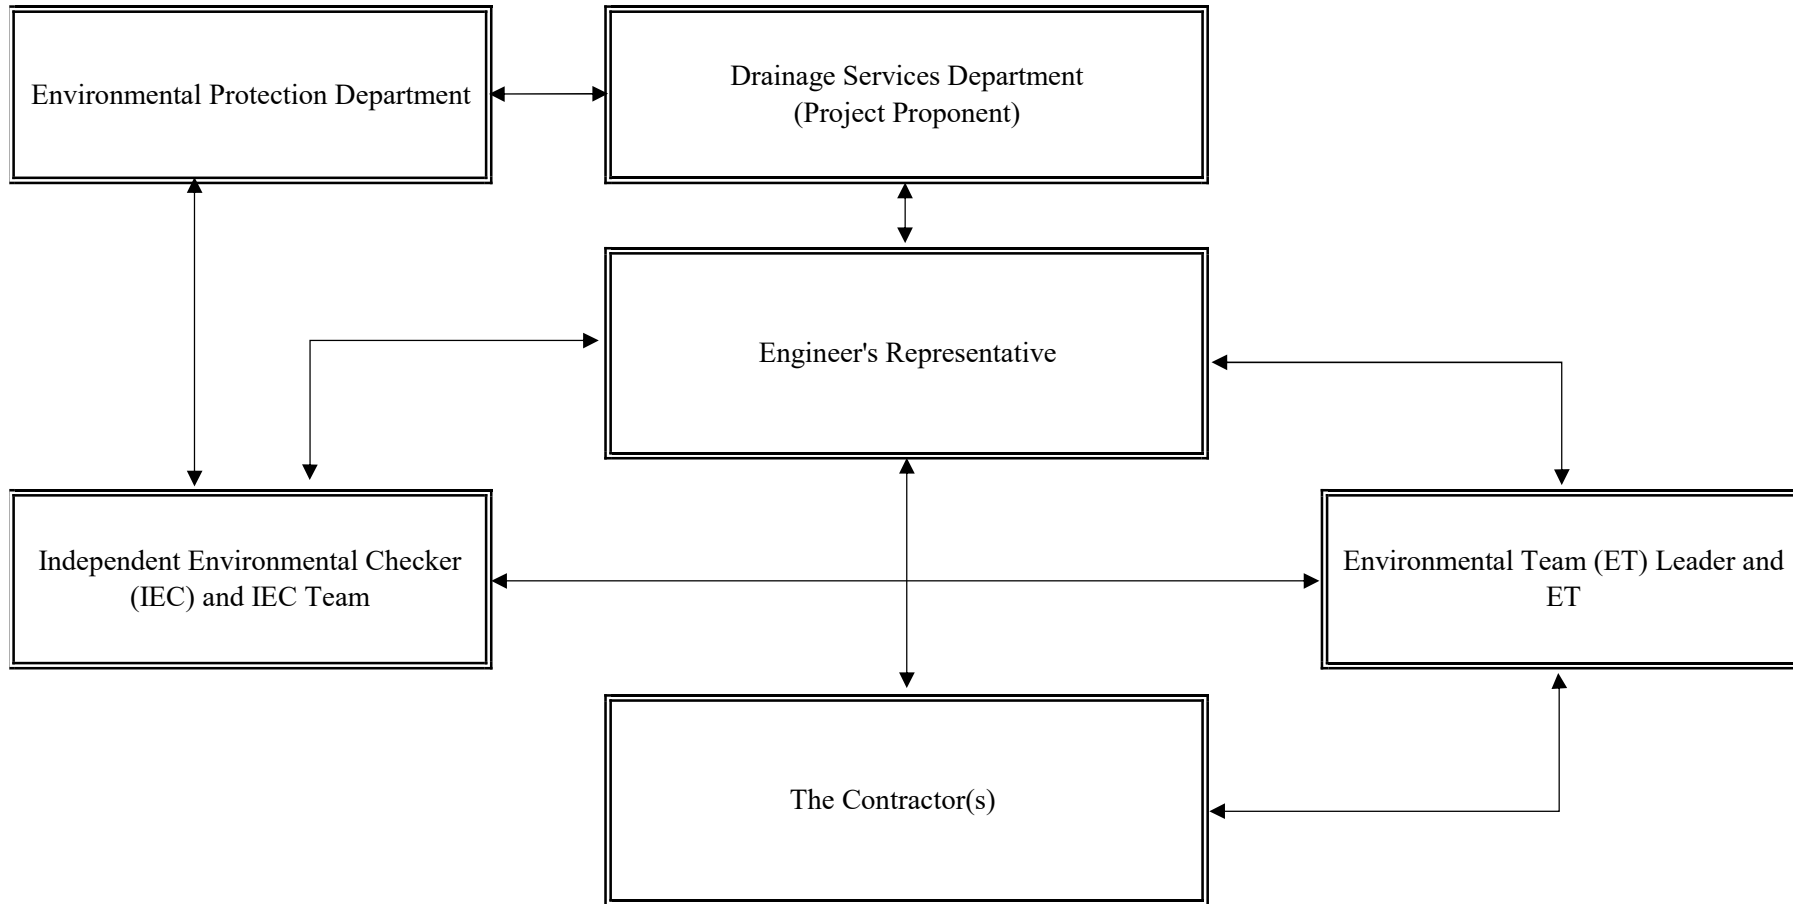 Environmental Protection Department
Drainage Services Department
(Project Proponent)
Engineer's Representative
Independent Environmental Checker
(IEC) and IEC Team
Environmental Team (ET) Leader and
ET
The Contractor(s)